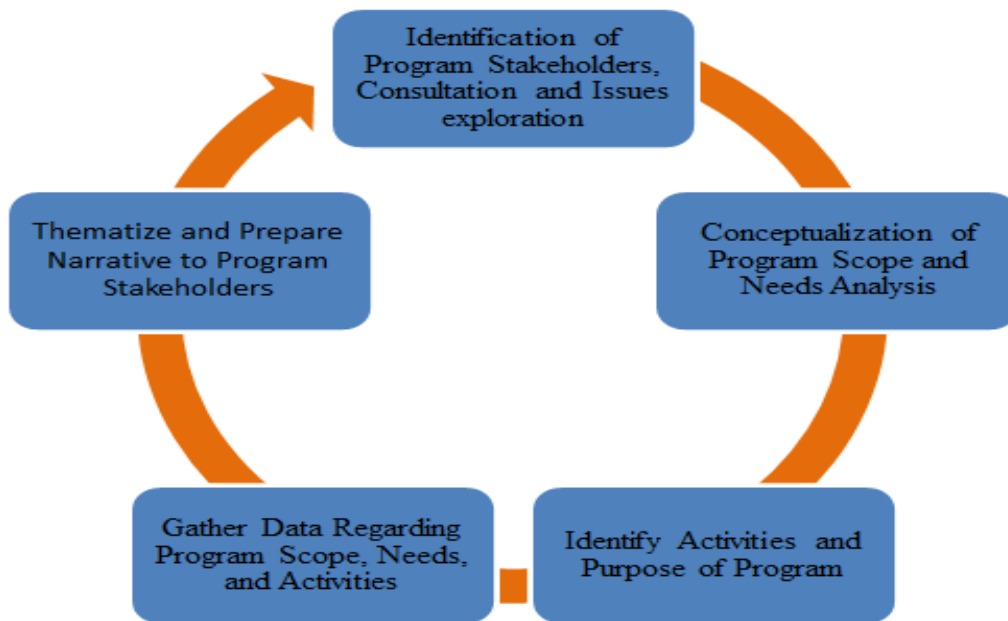 Identification of
Program Stakeholders,
Consultation and Issues
exploration
Conceptualization of
Program Scope and
Needs Analysis
Identify Activities and
Purpose of Program
Gather Data Regarding
Program Scope, Needs,
and Activities
Thematize and Prepare
Narrative to Program
Stakeholders